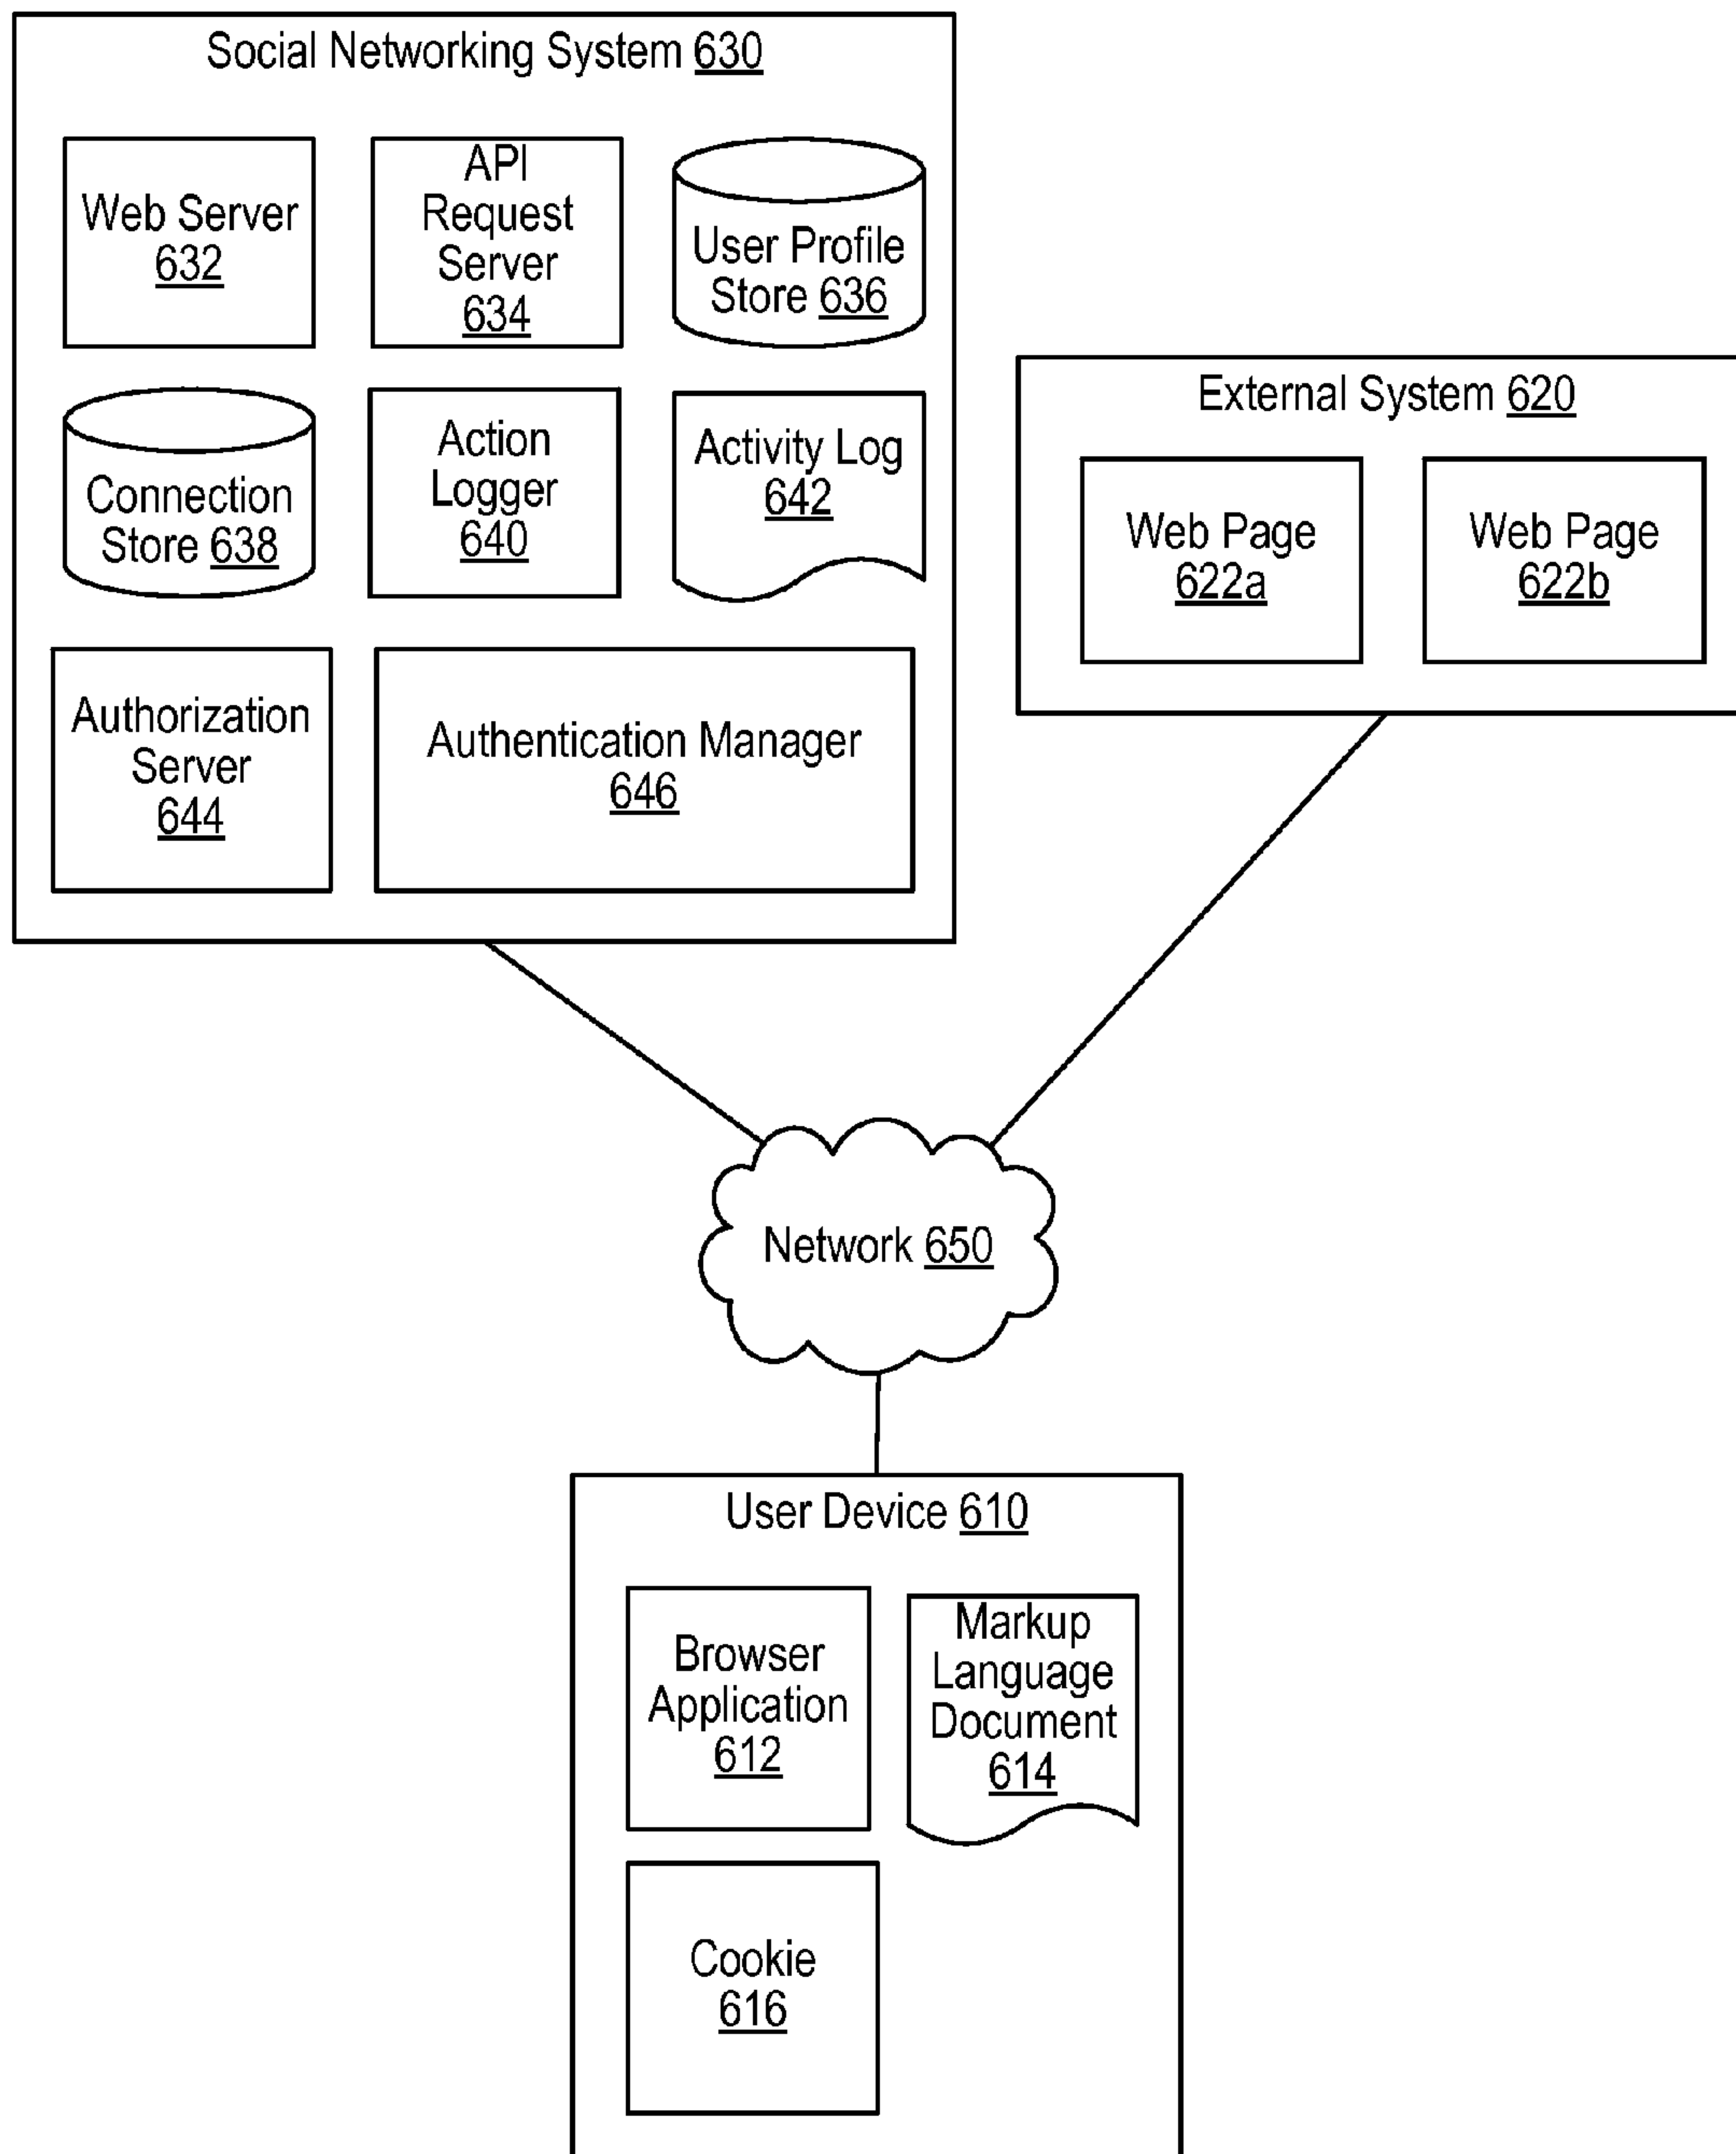 Social Networking System 630
Web Server
632
API
Request
Server
634
User Profile
Store 636
Connection
Store 638
Action
Logger
640
Activity Log
642
Authorization
Server
644
Authentication Manager
646
External System 620
Web Page
622a
Web Page
622b
Network 650
User Device 610
Browser
Application
612
Markup
Language
Document
614
Cookie
616